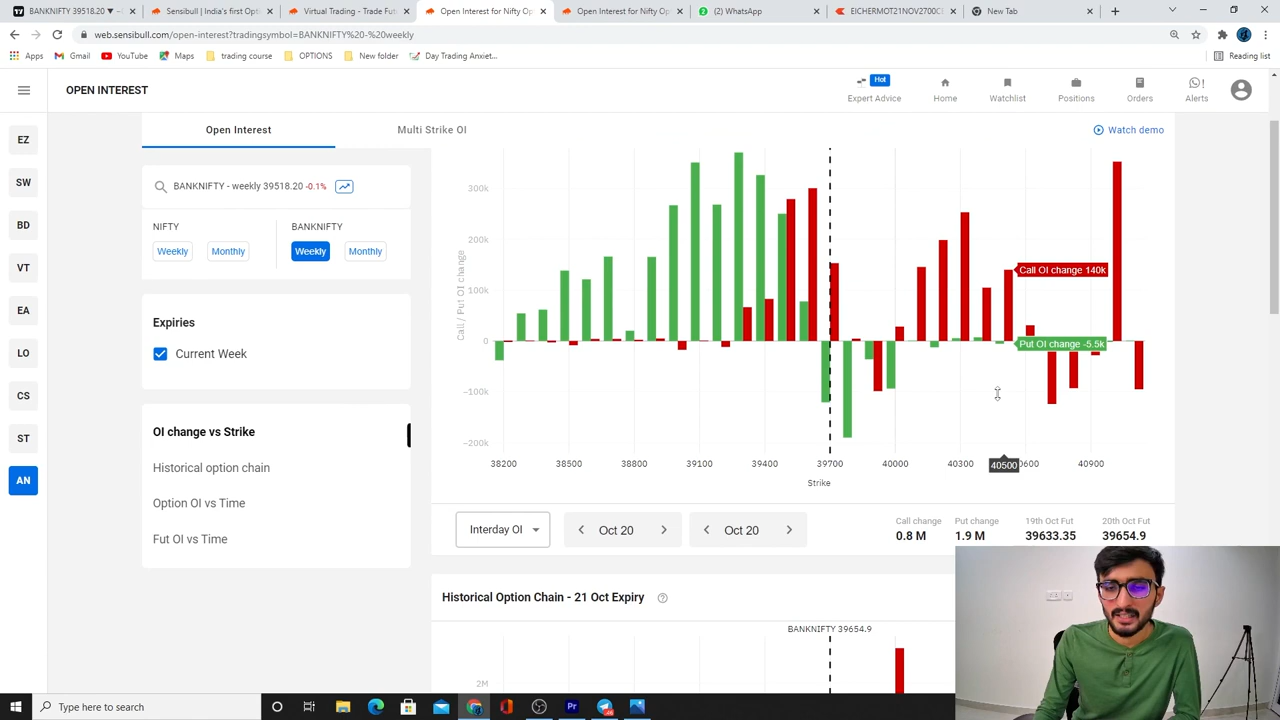 BANKNIFTY 39518.20
Sensibull | India's first Option
Virtual Trading - Trade Futu
Open Interest for Nifty Op
Open Interest for Nifty Op
(2) WhatsApp
EICHERMOT21NOV2700CE
New Tab
web.sensibull.com/open-interest?tradingsymbol=BANKNIFTY%20-%20weekly
Apps
Gmail
YouTube
Maps
trading course
OPTIONS
New folder
Day Trading Anxiet...
Reading list
OPEN INTEREST
Hot
Expert Advice
Home
Watchlist
Positions
Orders
Alerts
EZ
SW
BD
VT
EA
LO
CS
ST
AN
Open Interest
Multi Strike OI
Watch demo
BANKNIFTY - weekly 39518.20 -0.1%
NIFTY
BANKNIFTY
Weekly
Monthly
Weekly
Monthly
Expiries
Current Week
OI change vs Strike
Historical option chain
Option OI vs Time
Fut OI vs Time
Call / Put OI change
300k
200k
100k
0
−100k
−200k
Call OI change 140k
Put OI change -5.5k
38200
38500
38800
39100
39400
39700
40000
40300
40500
40900
Strike
Interday OI
Oct 20
Oct 20
Call change
0.8 M
Put change
1.9 M
19th Oct Fut
39633.35
20th Oct Fut
39654.9
Historical Option Chain - 21 Oct Expiry
BANKNIFTY 39654.9
2M
Type here to search